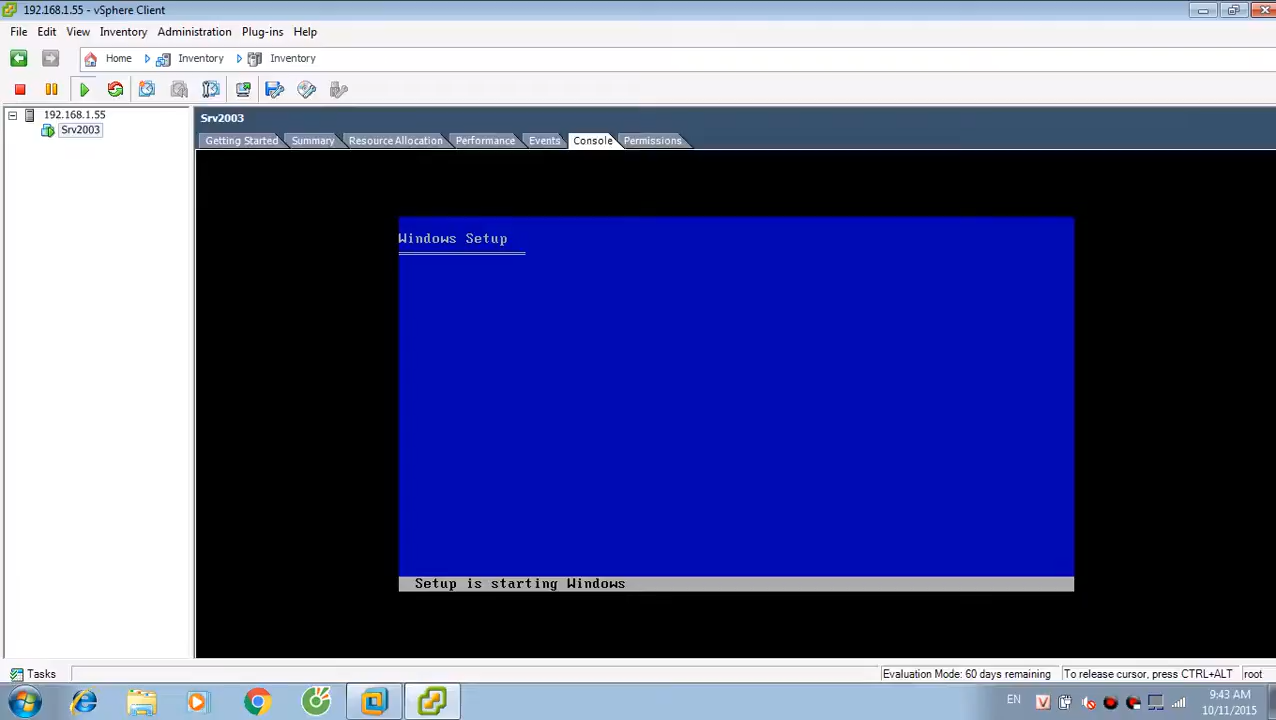 192.168.1.55 - vSphere Client
File Edit View Inventory Administration Plug-ins Help
Home Inventory Inventory
192.168.1.55
Srv2003
Srv2003
Getting Started Summary Resource Allocation Performance Events Console Permissions
Windows Setup
Setup is starting Windows
Tasks
Evaluation Mode: 60 days remaining To release cursor, press CTRL+ALT root
EN
V
9:43 AM
10/11/2015